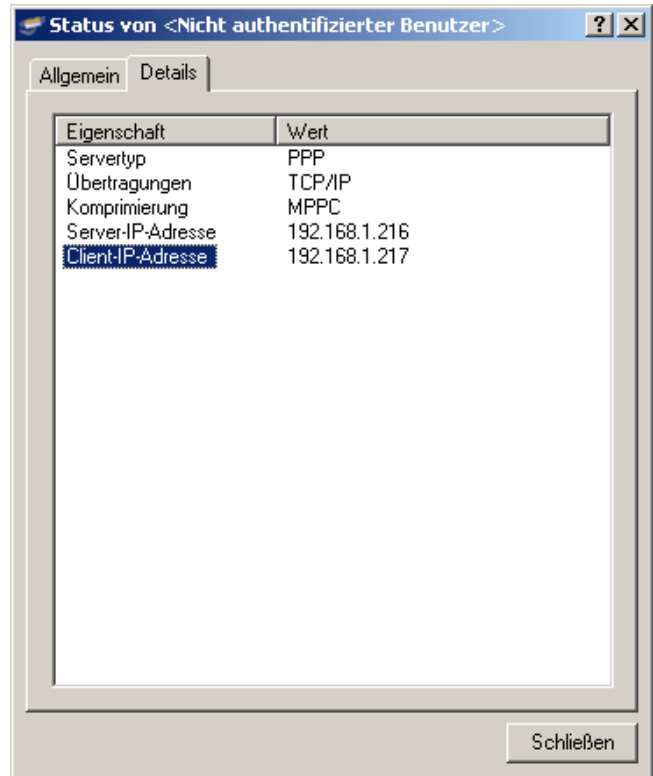 Status von <Nicht authentifizierter Benutzer>
Allgemein Details
Eigenschaft Wert
Servertyp PPP
Übertragungen TCP/IP
Komprimierung MPPC
Server-IP-Adresse 192.168.1.216
Client-IP-Adresse 192.168.1.217
Schließen